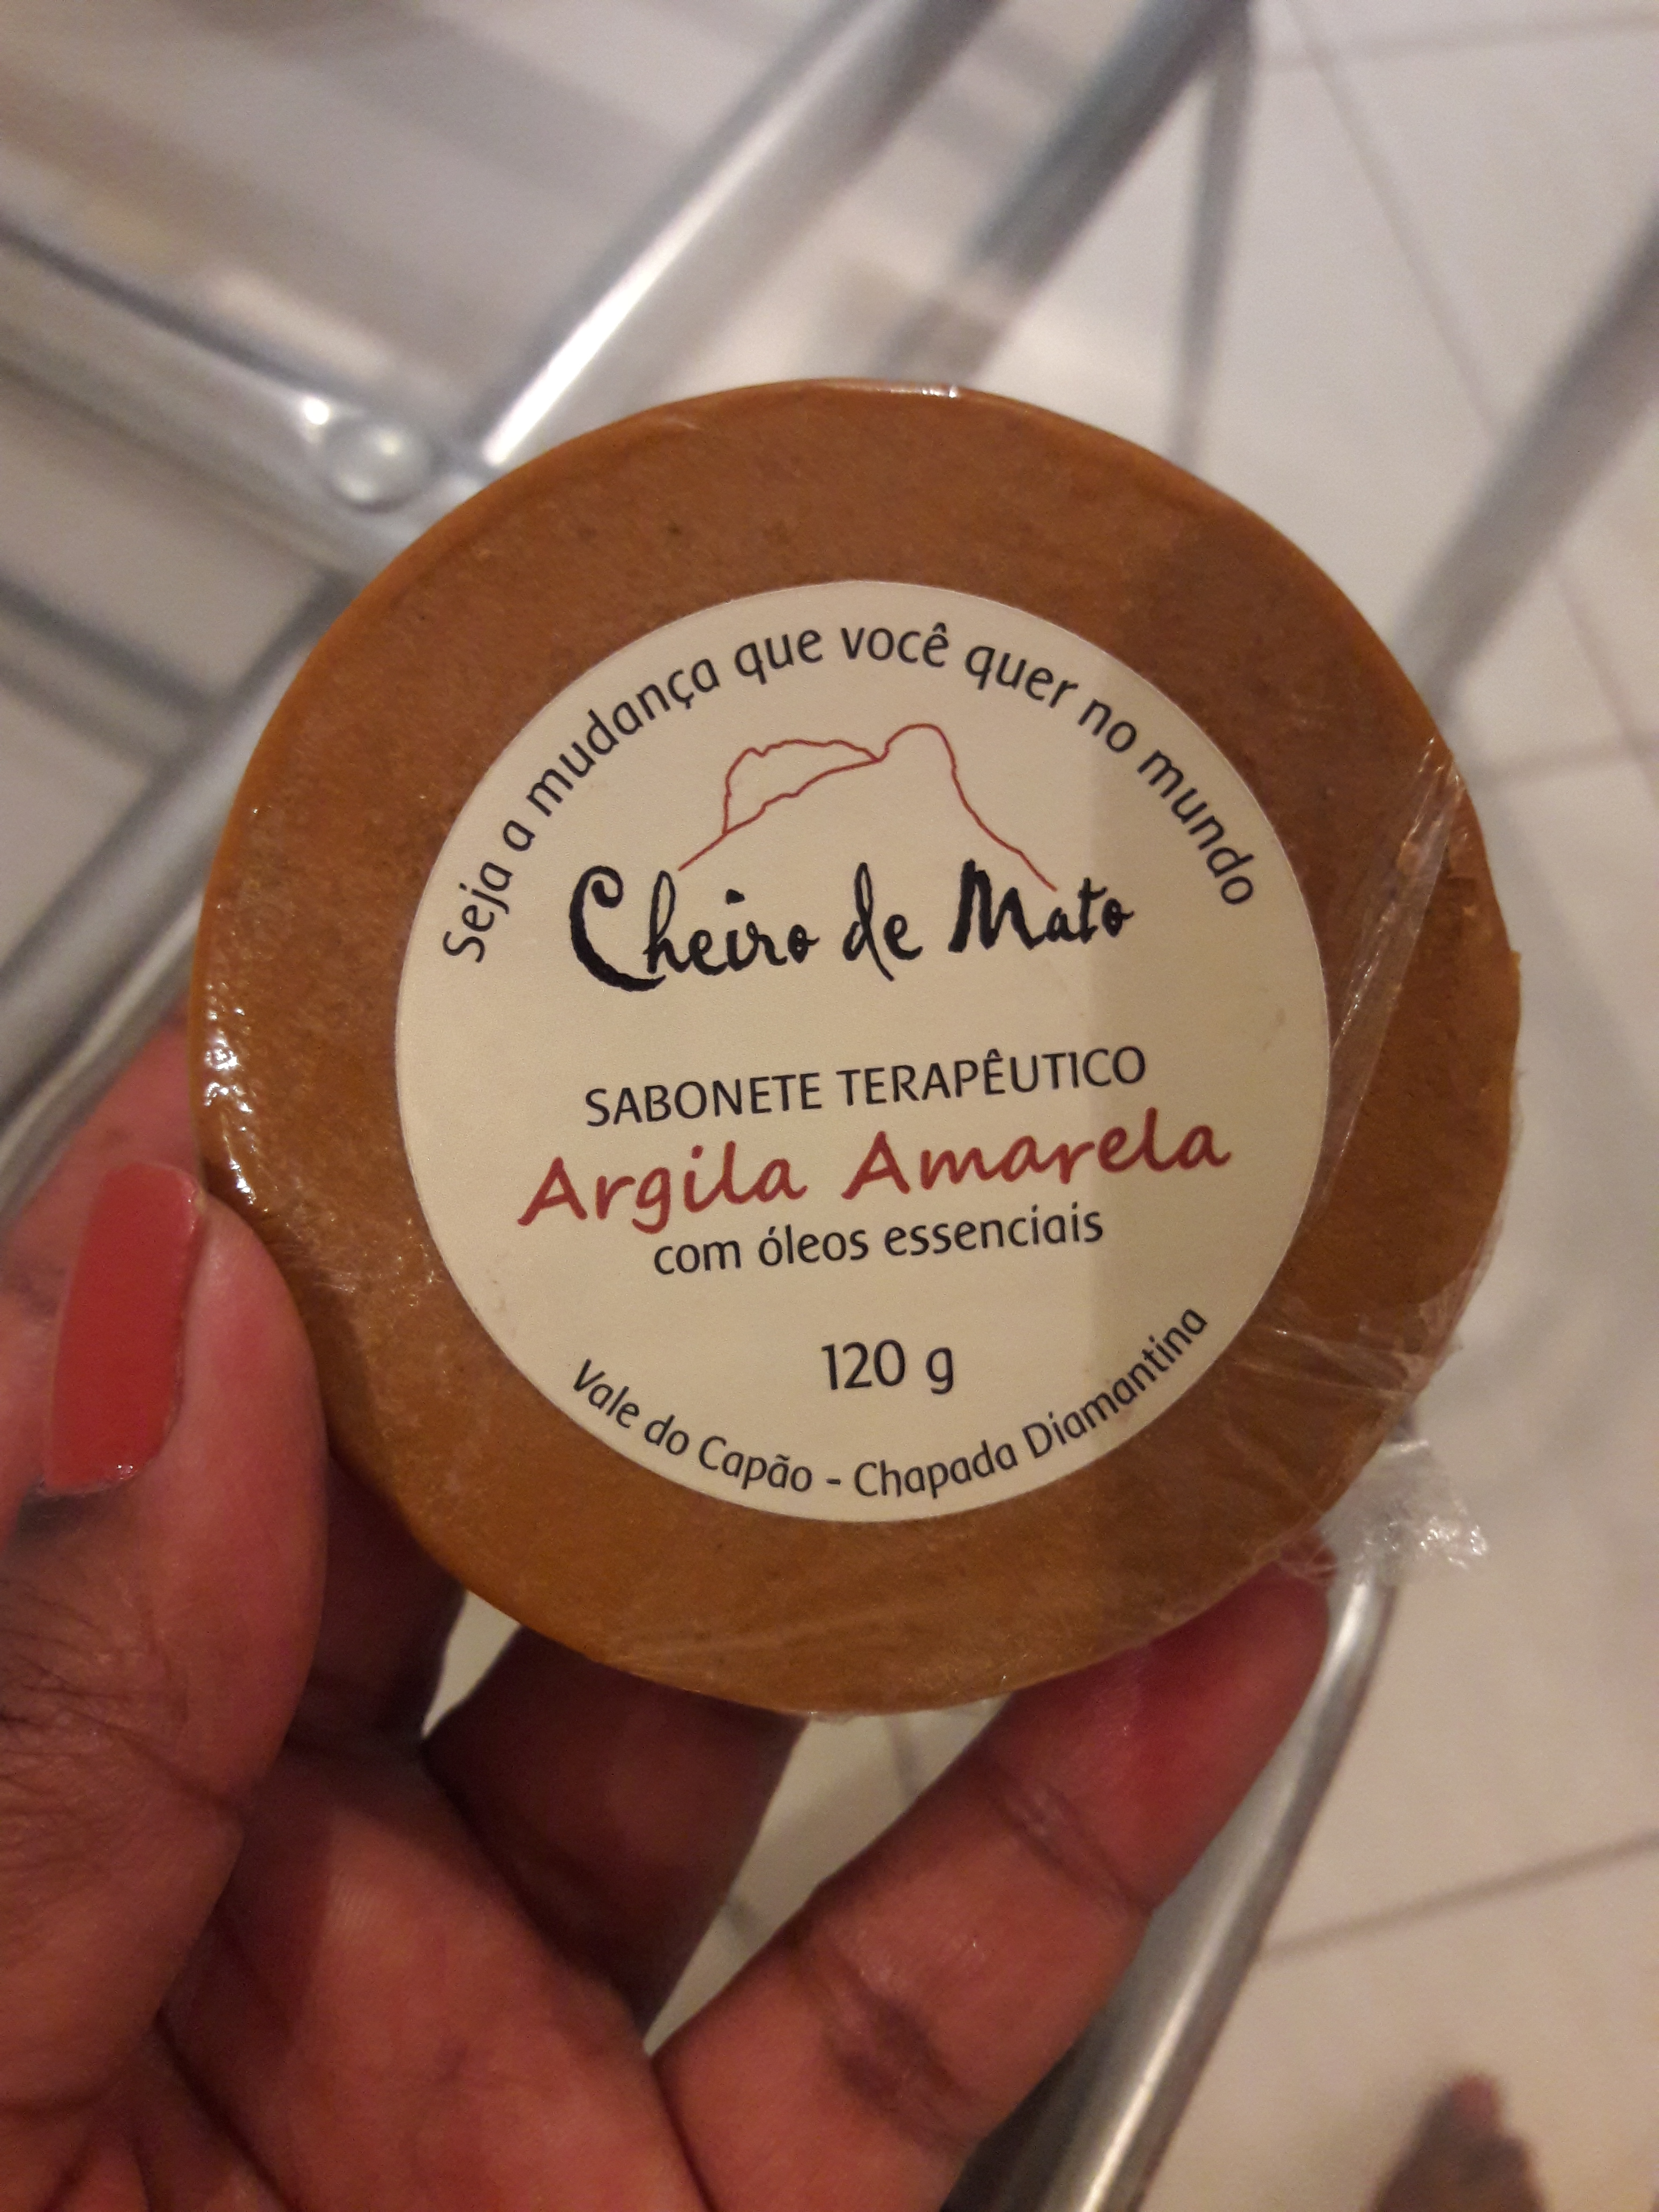 Seja a mudança que você quer no mundo
Cheiro de Mato
SABONETE TERAPÊUTICO
Argila Amarela
com óleos essenciais
120 g
Vale do Capão - Chapada Diamantina